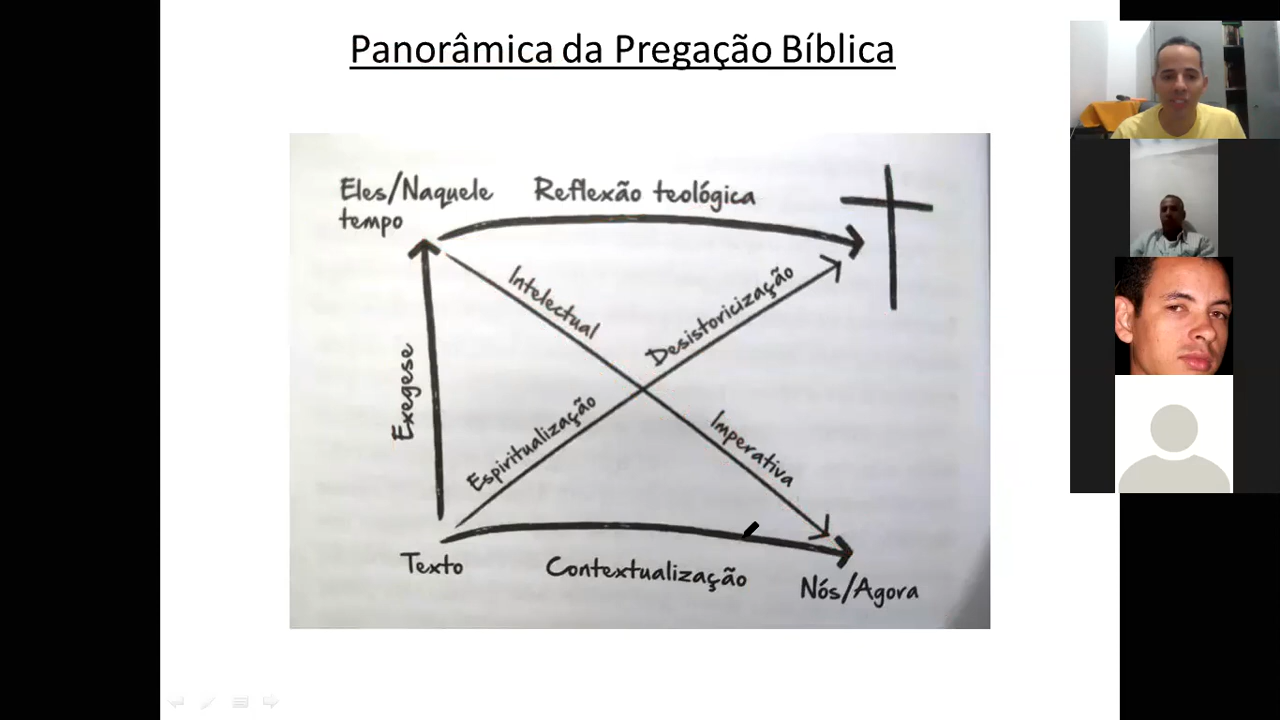 Panorâmica da Pregação Bíblica
Eles/Naquele tempo
Reflexão teológica
Intelectual
Desistoricização
Exegese
Espiritualização
Imperativa
Texto
Contextualização
Nós/Agora